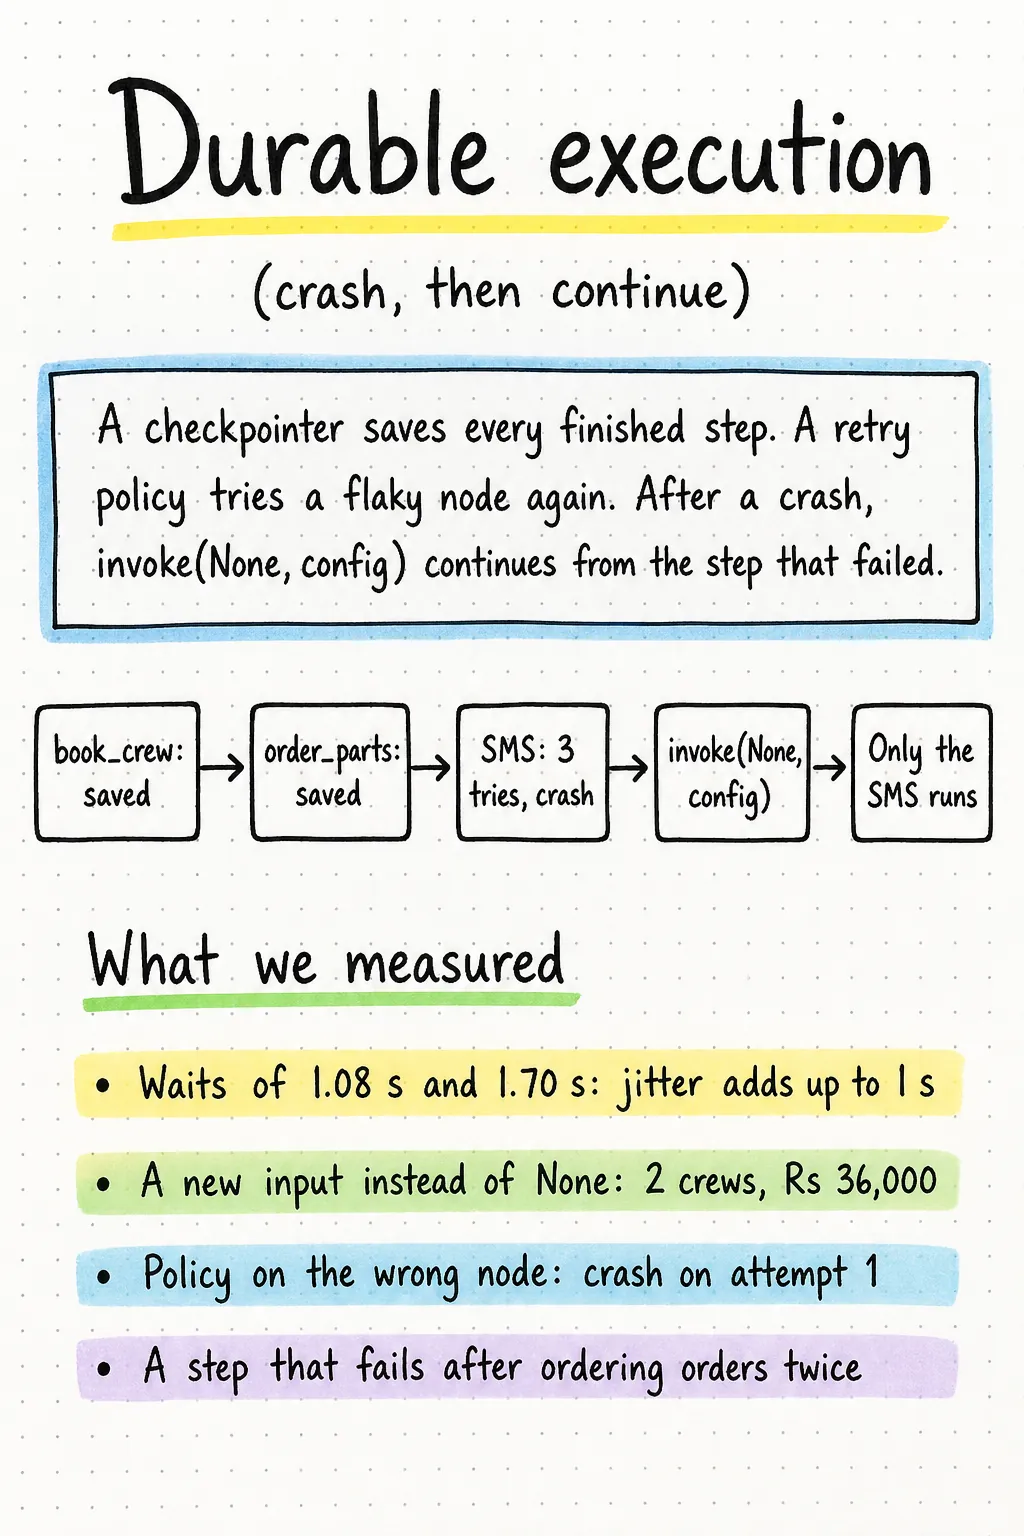 Durable execution
(crash, then continue)
A checkpointer saves every finished step. A retry
policy tries a flaky node again. After a crash,
invoke(None, config) continues from the step that failed.
book_crew:
saved
order_parts:
saved
SMS: 3
tries, crash
invoke(None,
config)
Only the
SMS runs
What we measured
• Waits of 1.08 s and 1.70 s: jitter adds up to 1 s
• A new input instead of None: 2 crews, Rs 36,000
• Policy on the wrong node: crash on attempt 1
• A step that fails after ordering orders twice